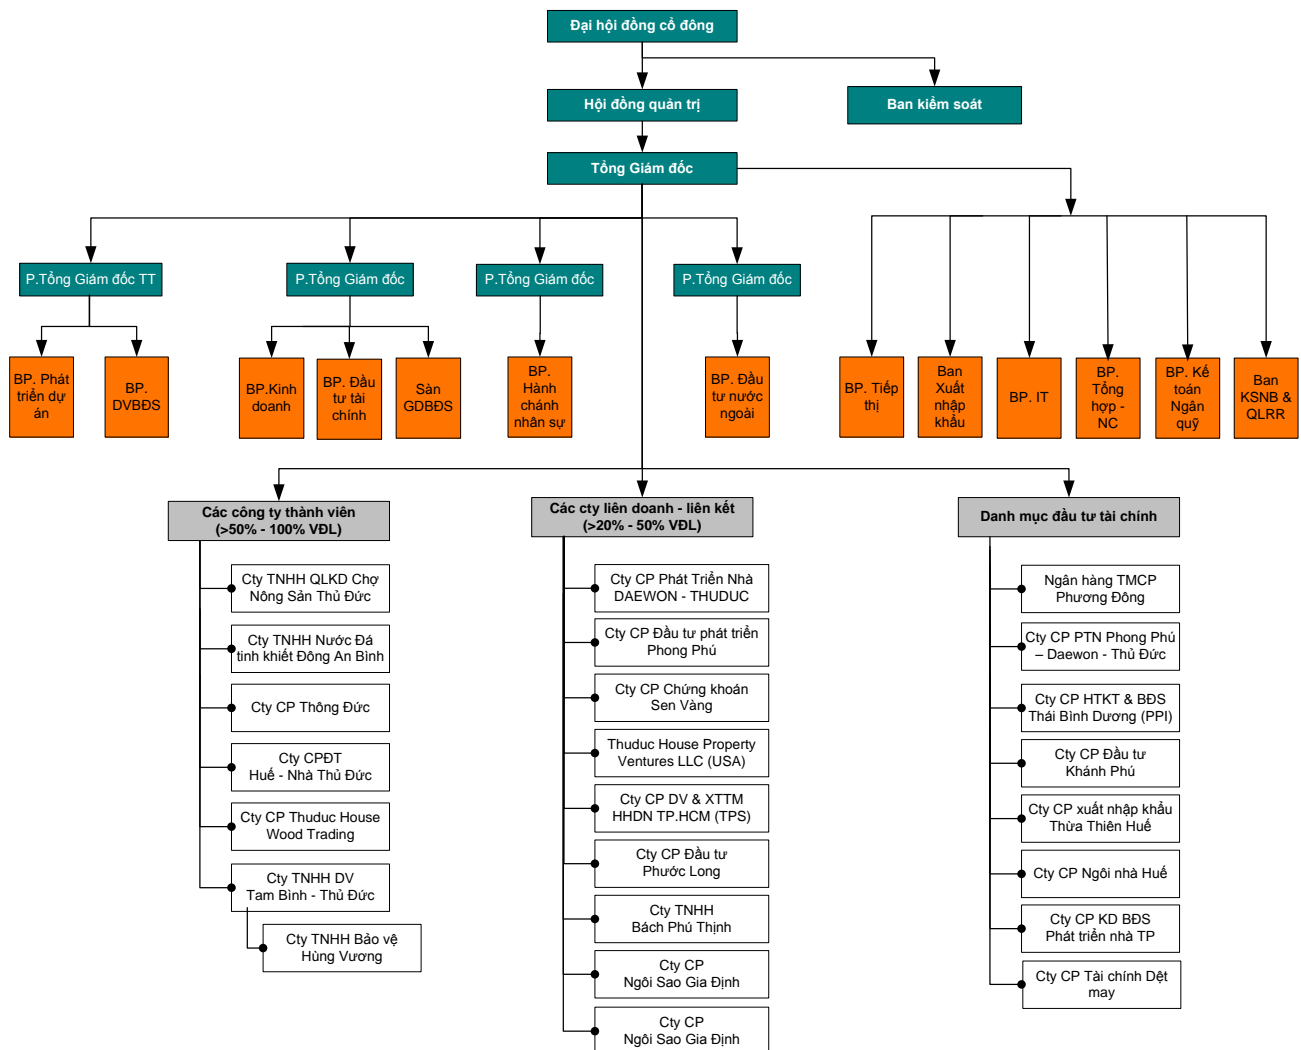 Đại hội đồng cổ đông
Hội đồng quản trị
Ban kiểm soát
Tổng Giám đốc
P.Tổng Giám đốc TT
P.Tổng Giám đốc
P.Tổng Giám đốc
P.Tổng Giám đốc
BP. Phát
triển dự
án
BP.
DVBĐS
BP.Kinh
doanh
BP. Đầu
tư tài
chính
Sàn
GDBĐS
BP.
Hành
chánh
nhân sự
BP. Đầu
tư nước
ngoài
BP. Tiếp
thị
Ban
Xuất
nhập
khẩu
BP. IT
BP.
Tổng
hợp -
NC
BP. Kế
toán
Ngân
quỹ
Ban
KSNB &
QLRR
Các công ty thành viên
(>50% - 100% VĐL)
Cty TNHH QLKD Chợ
Nông Sản Thủ Đức
Cty TNHH Nước Đá
tinh khiết Đông An Bình
Cty CP Thông Đức
Cty CPĐT
Huế - Nhà Thủ Đức
Cty CP Thuduc House
Wood Trading
Cty TNHH DV
Tam Bình - Thủ Đức
Cty TNHH Bảo vệ
Hùng Vương
Các cty liên doanh - liên kết
(>20% - 50% VĐL)
Cty CP Phát Triển Nhà
DAEWON - THUDUC
Cty CP Đầu tư phát triển
Phong Phú
Cty CP Chứng khoán
Sen Vàng
Thuduc House Property
Ventures LLC (USA)
Cty CP DV & XTTM
HHDN TP.HCM (TPS)
Cty CP Đầu tư
Phước Long
Cty TNHH
Bách Phú Thịnh
Cty CP
Ngôi Sao Gia Định
Cty CP
Ngôi Sao Gia Định
Danh mục đầu tư tài chính
Ngân hàng TMCP
Phương Đông
Cty CP PTN Phong Phú
– Daewon - Thủ Đức
Cty CP HTKT & BĐS
Thái Bình Dương (PPI)
Cty CP Đầu tư
Khánh Phú
Cty CP xuất nhập khẩu
Thừa Thiên Huế
Cty CP Ngôi nhà Huế
Cty CP KD BĐS
Phát triển nhà TP
Cty CP Tài chính Dệt
may